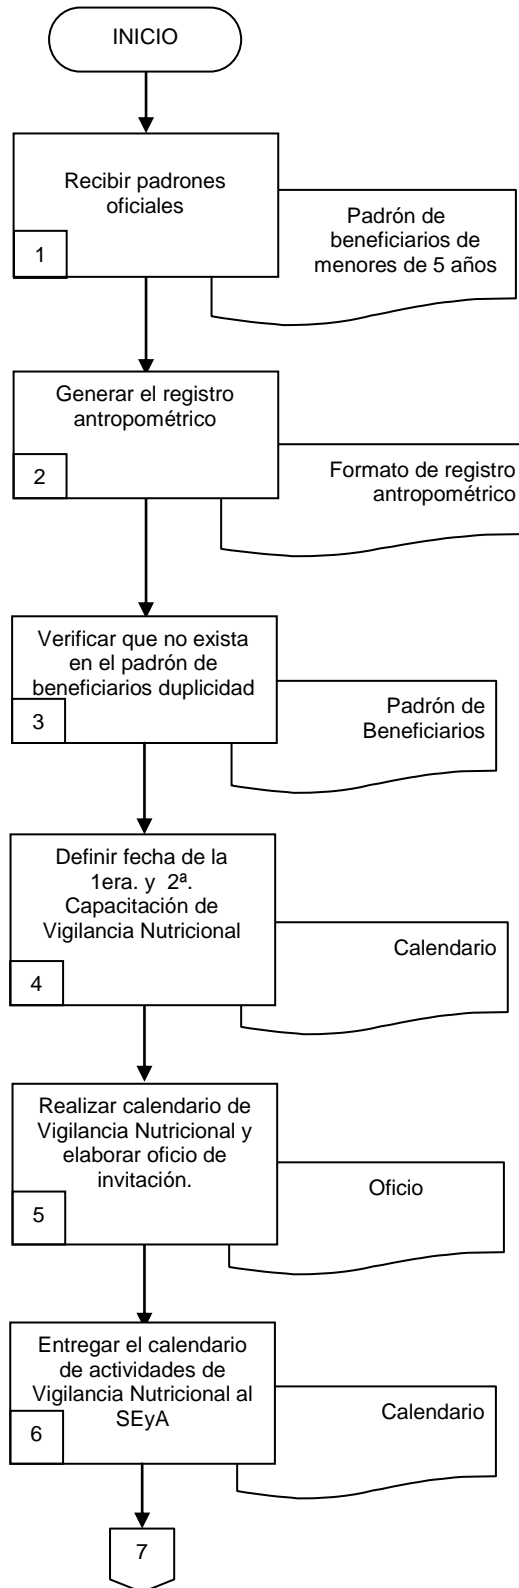 INICIO
Recibir padrones
oficiales
1
Padrón de
beneficiarios de
menores de 5 años
Generar el registro
antropométrico
2
Formato de registro
antropométrico
Verificar que no exista
en el padrón de
beneficiarios duplicidad
3
Padrón de
Beneficiarios
Definir fecha de la
1era. y 2ª.
Capacitación de
Vigilancia Nutricional
4
Calendario
Realizar calendario de
Vigilancia Nutricional y
elaborar oficio de
invitación.
5
Oficio
Entregar el calendario
de actividades de
Vigilancia Nutricional al
SEyA
6
Calendario
7